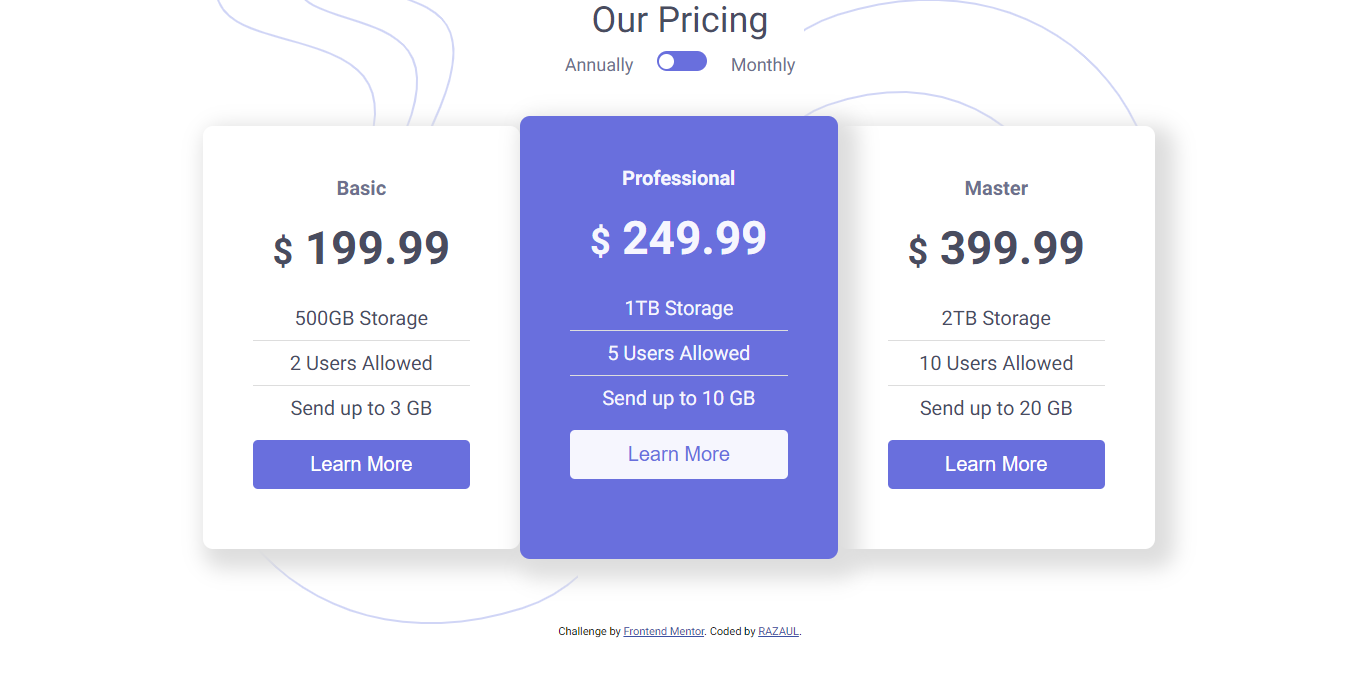 Our Pricing
Annually Monthly
Basic
$ 199.99
500GB Storage
2 Users Allowed
Send up to 3 GB
Learn More
Professional
$ 249.99
1TB Storage
5 Users Allowed
Send up to 10 GB
Learn More
Master
$ 399.99
2TB Storage
10 Users Allowed
Send up to 20 GB
Learn More
Challenge by Frontend Mentor. Coded by RAZAUL.